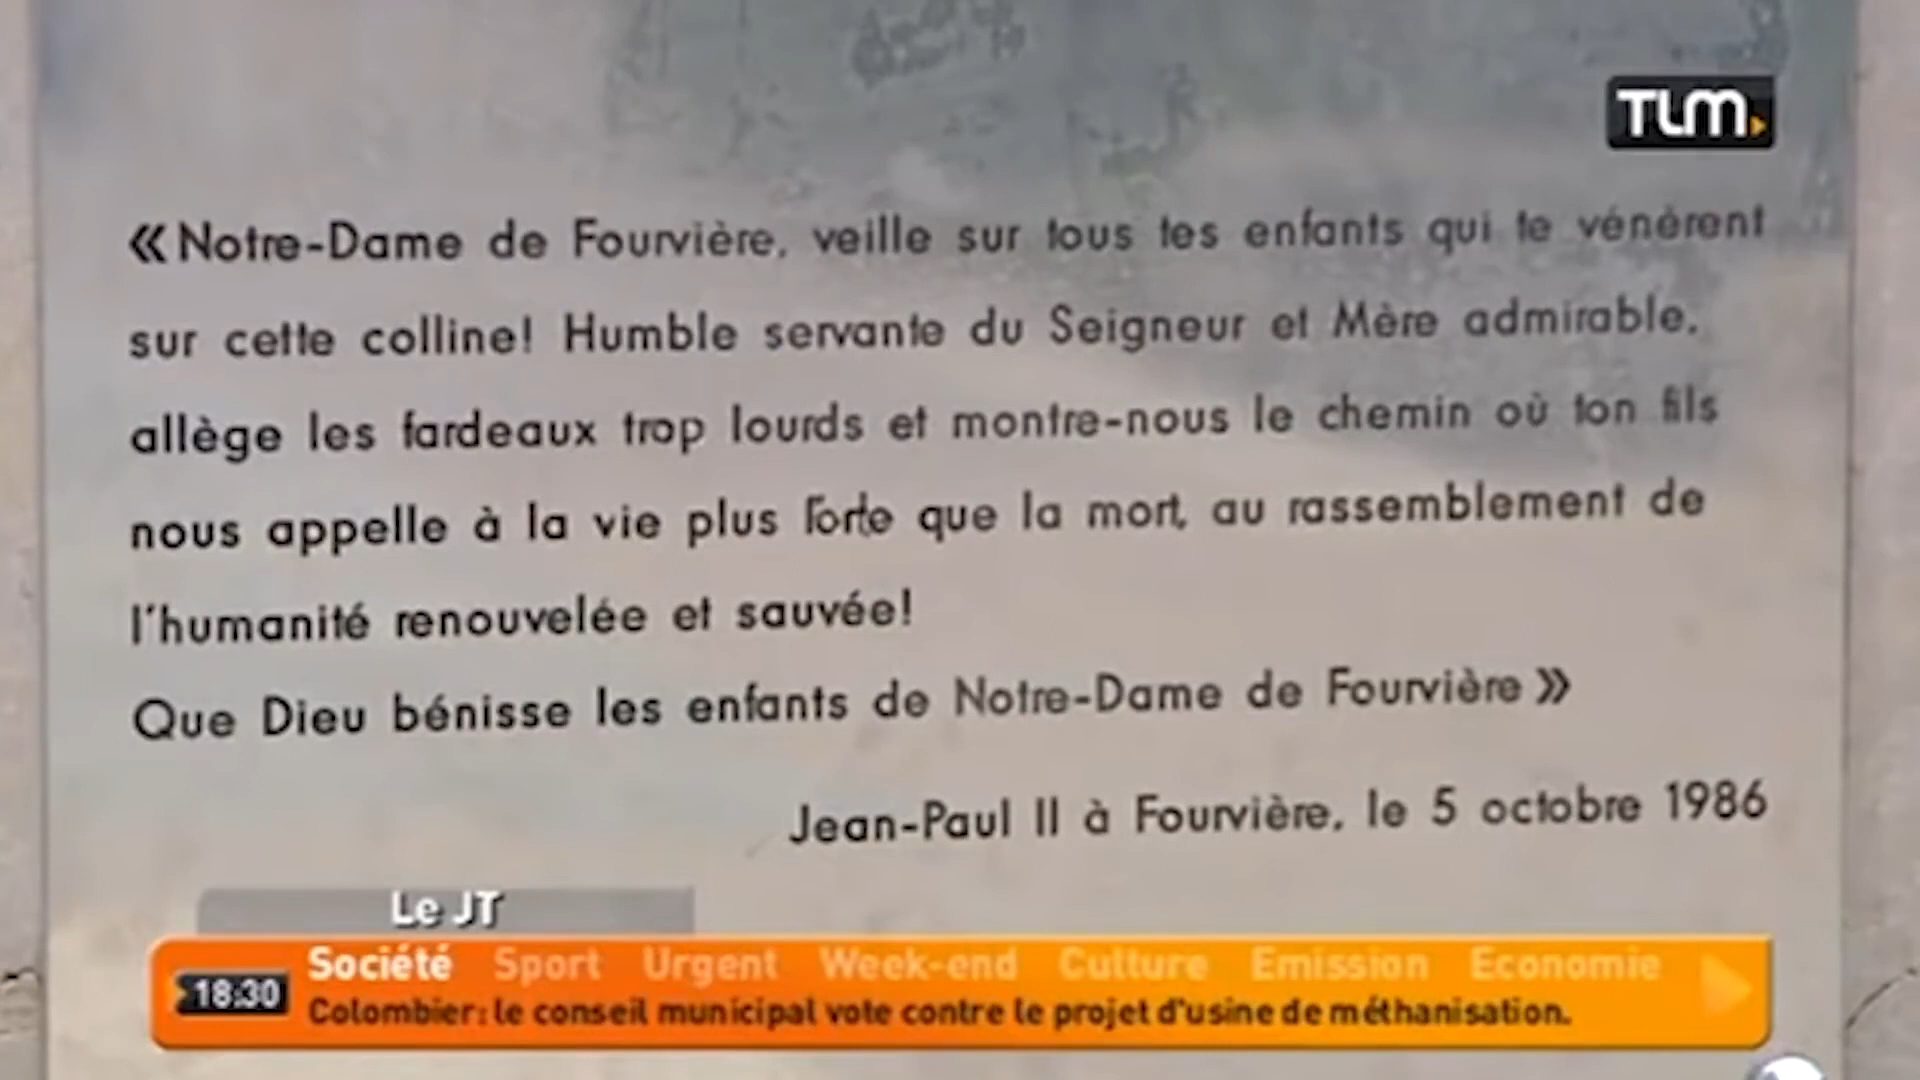 TLM
«Notre-Dame de Fourvière, veille sur tous tes enfants qui te vénèrent
sur cette colline! Humble servante du Seigneur et Mère admirable,
allège les fardeaux trop lourds et montre-nous le chemin où ton fils
nous appelle à la vie plus forte que la mort, au rassemblement de
l'humanité renouvelée et sauvée!
Que Dieu bénisse les enfants de Notre-Dame de Fourvière»
Jean-Paul II à Fourvière, le 5 octobre 1986
Le JT
Société Sport Urgent Week-end Culture Emission Economie
18:30
Colombier: le conseil municipal vote contre le projet d'usine de méthanisation.